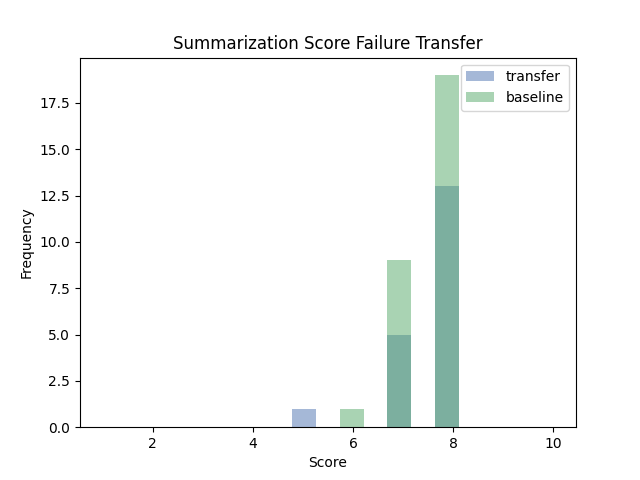 Summarization Score Failure Transfer
transfer
baseline
17.5
15.0
12.5
10.0
7.5
5.0
2.5
0.0
Frequency
2 4 6 8 10
Score